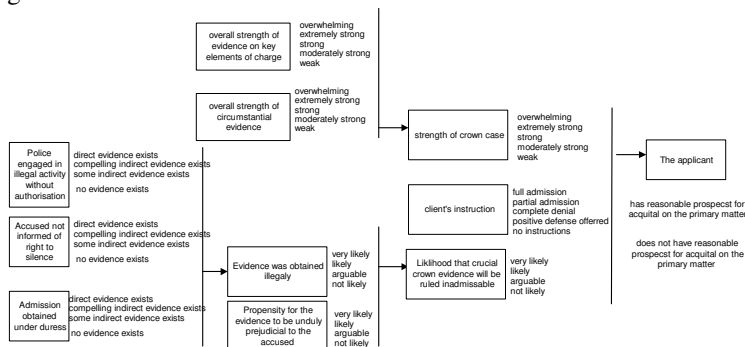 overall strength of
evidence on key
elements of charge
overwhelming
extremely strong
strong
moderately strong
weak
overall strength of
circumstantial
evidence
overwhelming
extremely strong
strong
moderately strong
weak
strength of crown case
overwhelming
extremely strong
strong
moderately strong
weak
Police
engaged in
illegal activity
without
authorisation
direct evidence exists
compelling indirect evidence exists
some indirect evidence exists
no evidence exists
The applicant
has reasonable prospecst for
acquital on the primary matter
does not have reasonable
prospecst for acquital on the
primary matter
client's instruction
full admission
partial admission
complete denial
positive defense offerred
no instructions
Accused not
informed of
right to
silence
direct evidence exists
compelling indirect evidence exists
some indirect evidence exists
no evidence exists
Evidence was obtained
illegaly
very likely
likely
arguable
not likely
Liklihood that crucial
crown evidence will be
ruled inadmissable
very likely
likely
arguable
not likely
Admission
obtained
under duress
direct evidence exists
compelling indirect evidence exists
some indirect evidence exists
no evidence exists
Propensity for the
evidence to be unduly
prejudicial to the
accused
very likely
likely
arguable
not likely